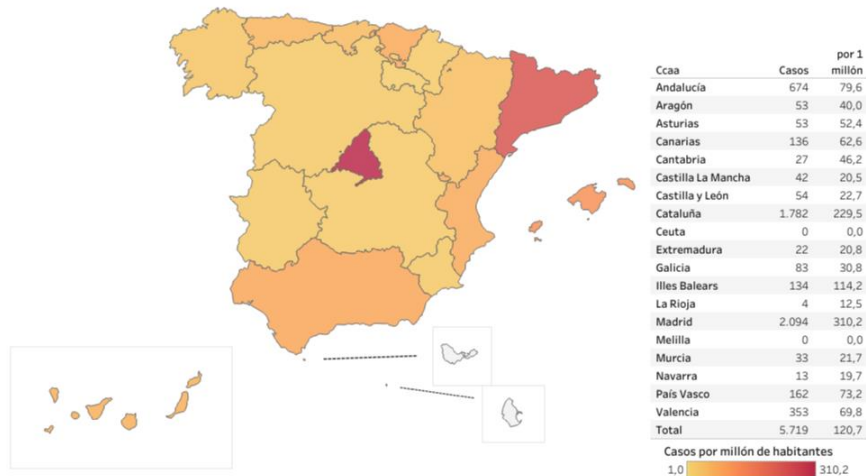 por 1
Ccaa Casos millón
Andalucía 674 79,6
Aragón 53 40,0
Asturias 53 52,4
Canarias 136 62,6
Cantabria 27 46,2
Castilla La Mancha 42 20,5
Castilla y León 54 22,7
Cataluña 1.782 229,5
Ceuta 0 0,0
Extremadura 22 20,8
Galicia 83 30,8
Illes Balears 134 114,2
La Rioja 4 12,5
Madrid 2.094 310,2
Melilla 0 0,0
Murcia 33 21,7
Navarra 13 19,7
País Vasco 162 73,2
Valencia 353 69,8
Total 5.719 120,7
Casos por millón de habitantes
1,0 310,2